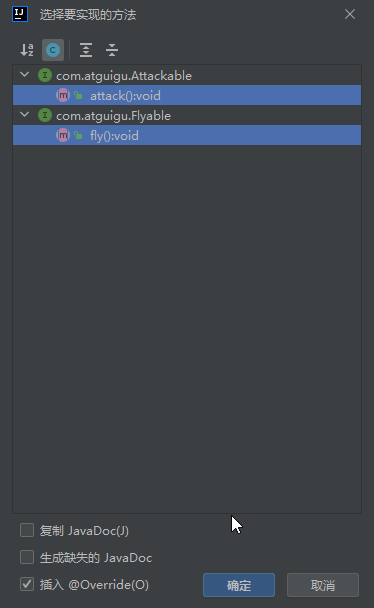 选择要实现的方法
com.atguigu.Attackable
attack():void
com.atguigu.Flyable
fly():void
复制 JavaDoc(J)
生成缺失的 JavaDoc
插入 @Override(O)
确定
取消